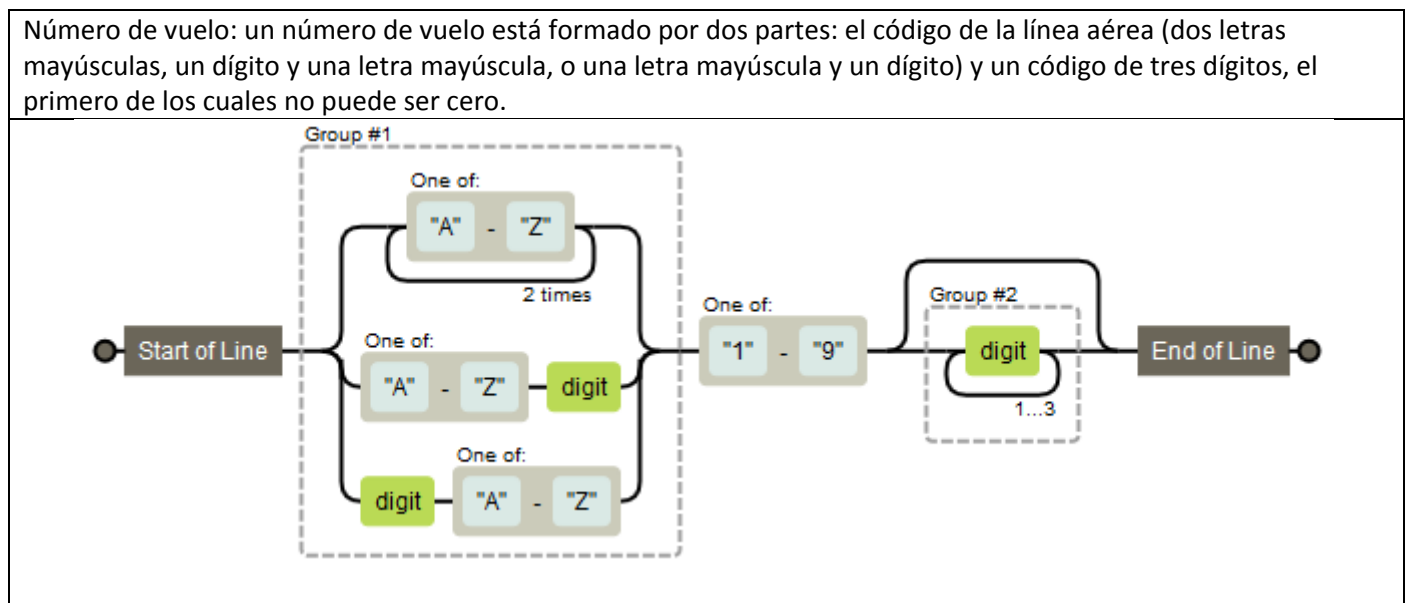 Número de vuelo: un número de vuelo está formado por dos partes: el código de la línea aérea (dos letras
mayúsculas, un dígito y una letra mayúscula, o una letra mayúscula y un dígito) y un código de tres dígitos, el
primero de los cuales no puede ser cero.
Group #1
One of:
"A" - "Z"
2 times
One of:
"A" - "Z" digit
One of:
digit "A" - "Z"
Start of Line
One of:
"1" - "9"
Group #2
digit
1...3
End of Line